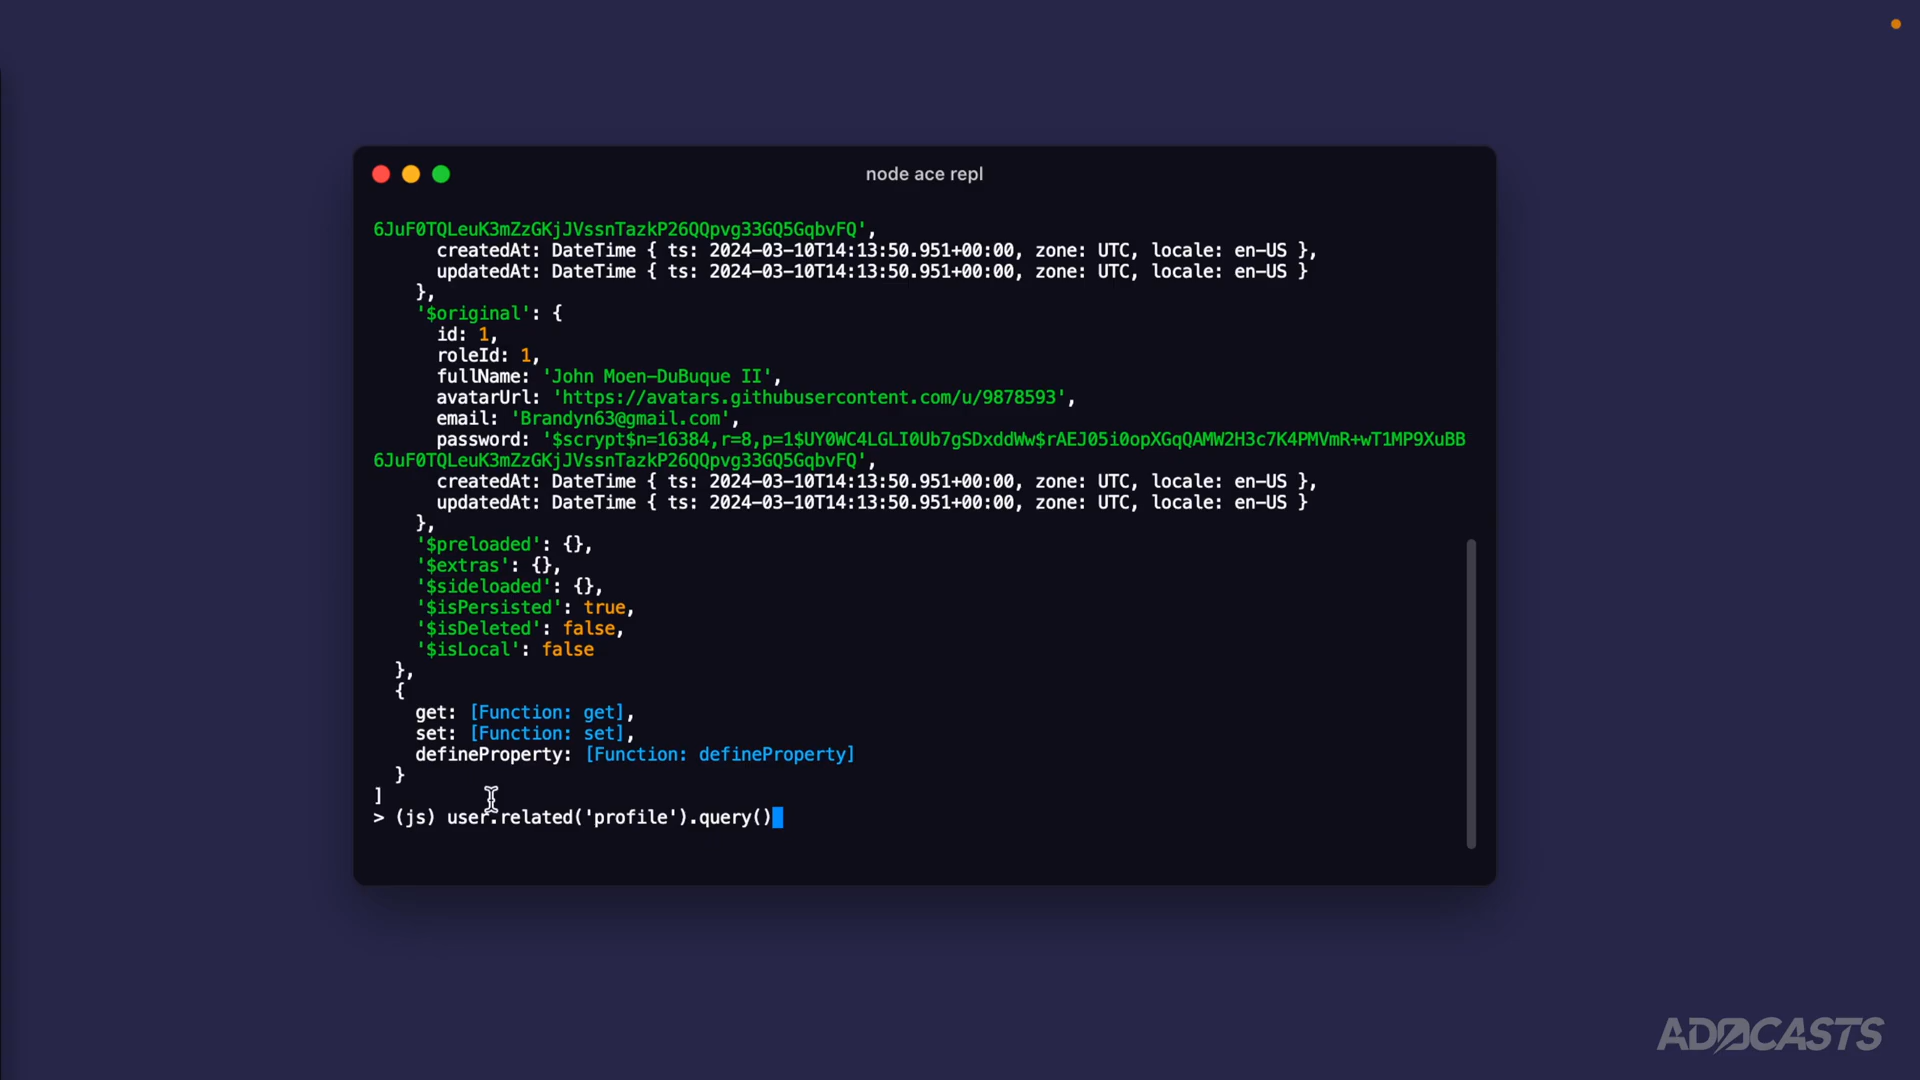 node ace repl
6JuF0TQLeuK3mZzGKjJVssnTazkP26QQpvg33GQ5GqbvFQ',
createdAt: DateTime { ts: 2024-03-10T14:13:50.951+00:00, zone: UTC, locale: en-US },
updatedAt: DateTime { ts: 2024-03-10T14:13:50.951+00:00, zone: UTC, locale: en-US }
},
'$original': {
id: 1,
roleId: 1,
fullName: 'John Moen-DuBuque II',
avatarUrl: 'https://avatars.githubusercontent.com/u/9878593',
email: 'Brandyn63@gmail.com',
password: '$scrypt$n=16384,r=8,p=1$UY0WC4LGLI0Ub7gSDxddWw$rAEJ05i0opXGqQAMW2H3c7K4PMVmR+wT1MP9XuBB
6JuF0TQLeuK3mZzGKjJVssnTazkP26QQpvg33GQ5GqbvFQ',
createdAt: DateTime { ts: 2024-03-10T14:13:50.951+00:00, zone: UTC, locale: en-US },
updatedAt: DateTime { ts: 2024-03-10T14:13:50.951+00:00, zone: UTC, locale: en-US }
},
'$preloaded': {},
'$extras': {},
'$sideloaded': {},
'$isPersisted': true,
'$isDeleted': false,
'$isLocal': false
},
{
get: [Function: get],
set: [Function: set],
defineProperty: [Function: defineProperty]
}
]
> (js) user.related('profile').query()
ADOCASTS